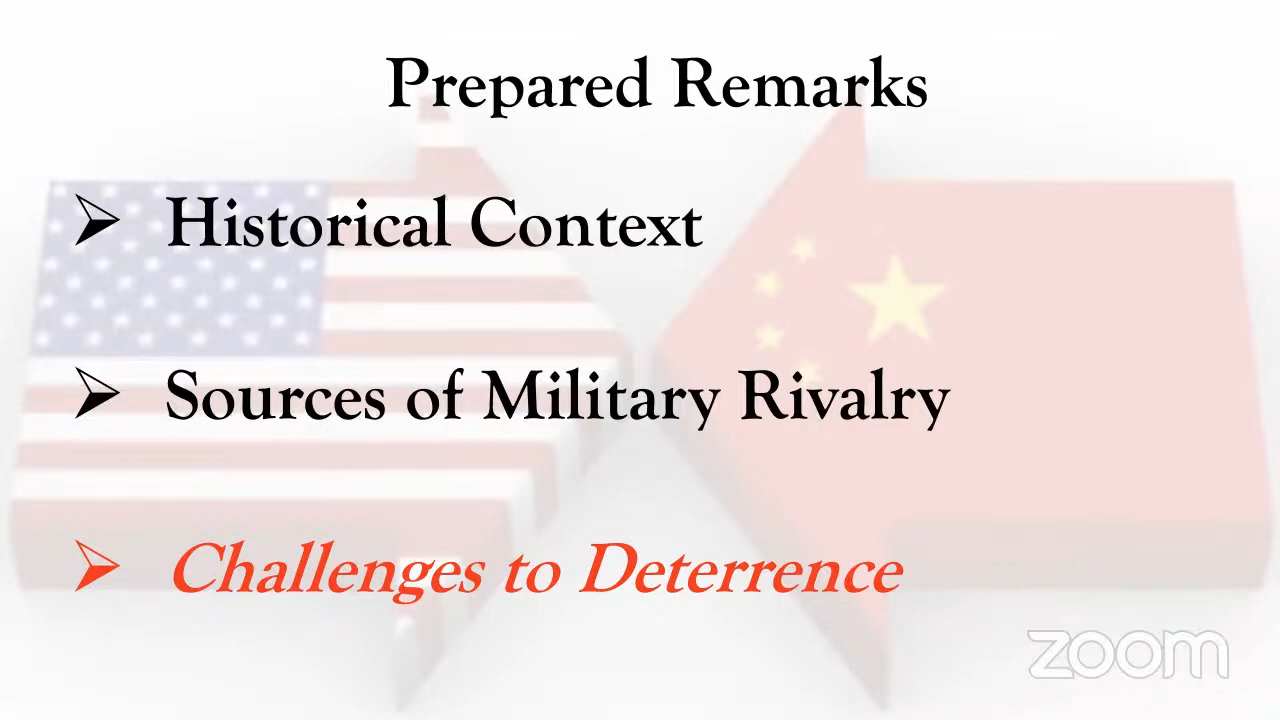 Prepared Remarks
Historical Context
Sources of Military Rivalry
Challenges to Deterrence
zoom